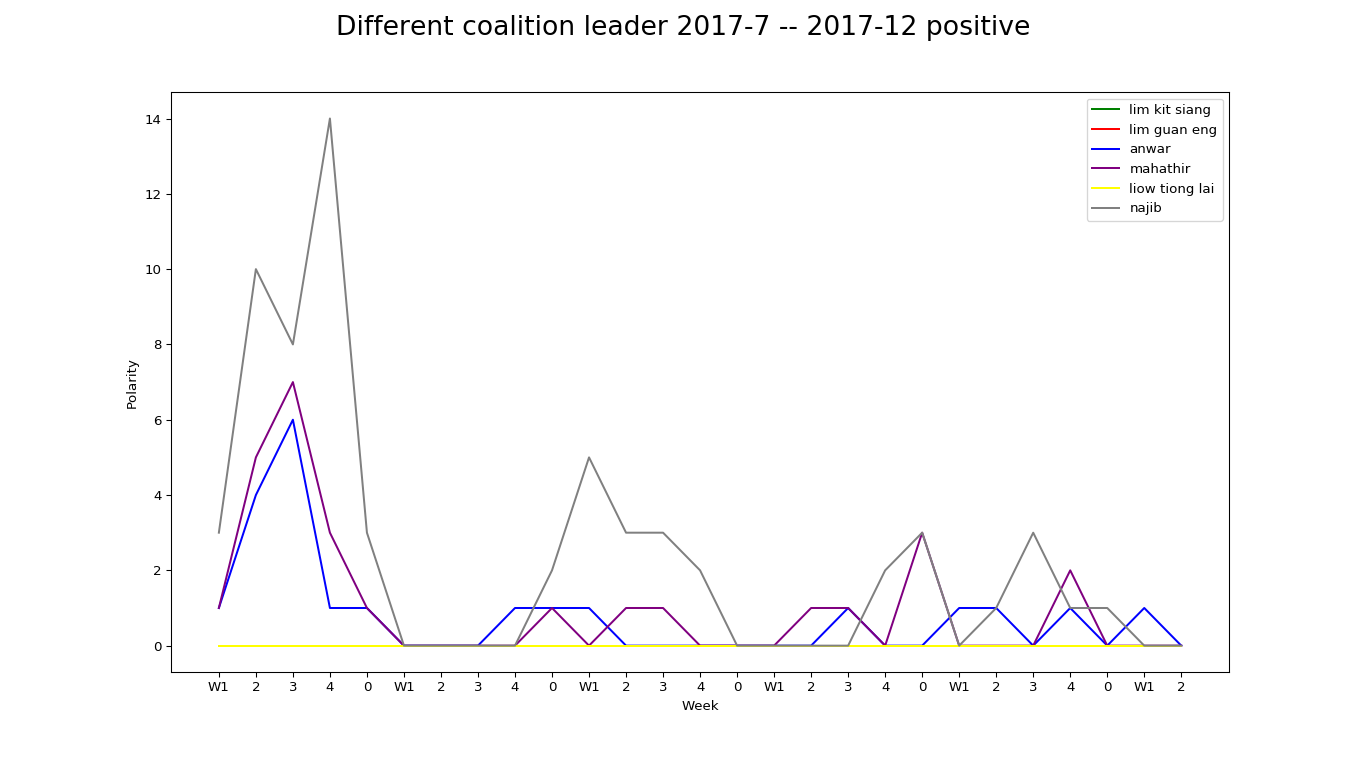 Different coalition leader 2017-7 -- 2017-12 positive
lim kit siang
lim guan eng
anwar
mahathir
liow tiong lai
najib
14
12
10
8
6
4
2
0
Polarity
W1 2 3 4 0 W1 2 3 4 0 W1 2 3 4 0 W1 2 3 4 0 W1 2 3 4 0 W1 2
Week